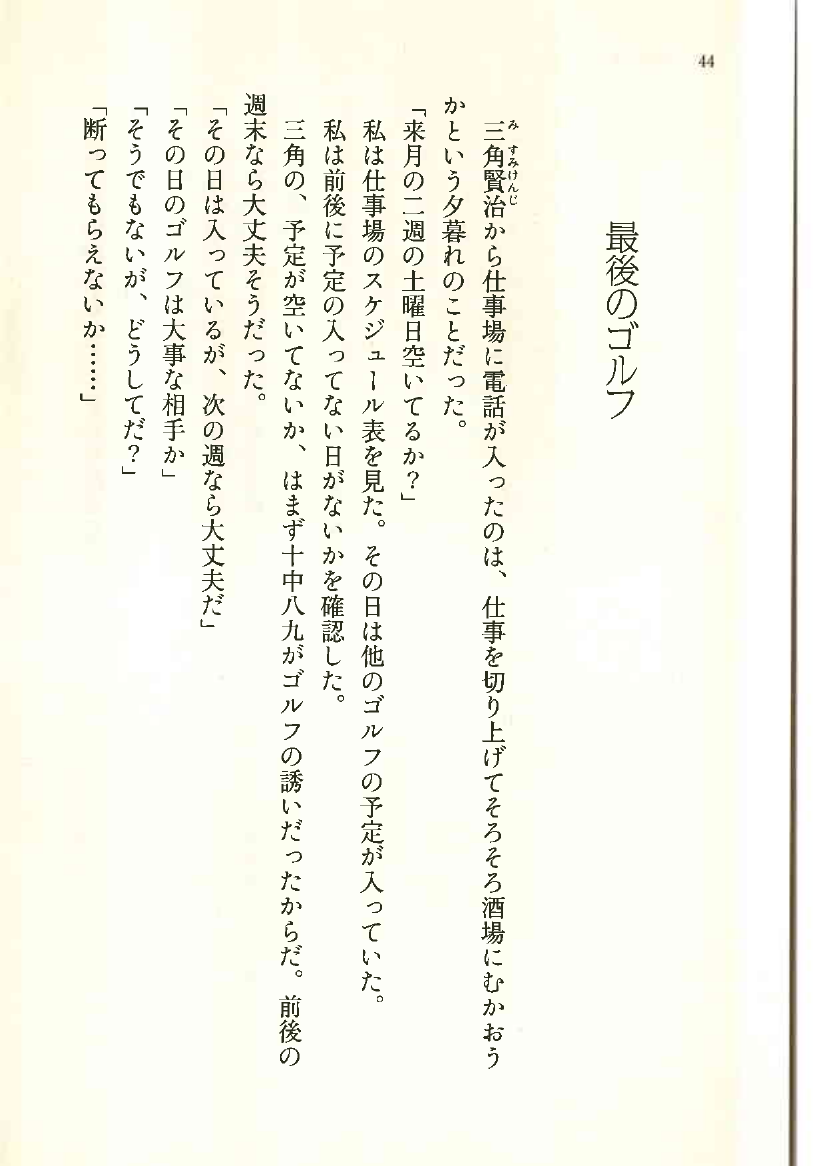 44
最後のゴルフ
三角賢治から仕事場に電話が入ったのは、仕事を切り上げてそろそろ酒場にむかおう
み すみけんじ
かという夕暮れのことだった。
「来月の二週の土曜日空いてるか?」
私は仕事場のスケジュール表を見た。その日は他のゴルフの予定が入っていた。
私は前後に予定の入ってない日がないかを確認した。
三角の、予定が空いてないか、はまず十中八九がゴルフの誘いだったからだ。前後の
週末なら大丈夫そうだった。
「その日は入っているが、次の週なら大丈夫だ」
「その日のゴルフは大事な相手か」
「そうでもないが、どうしてだ?」
「断ってもらえないか……」